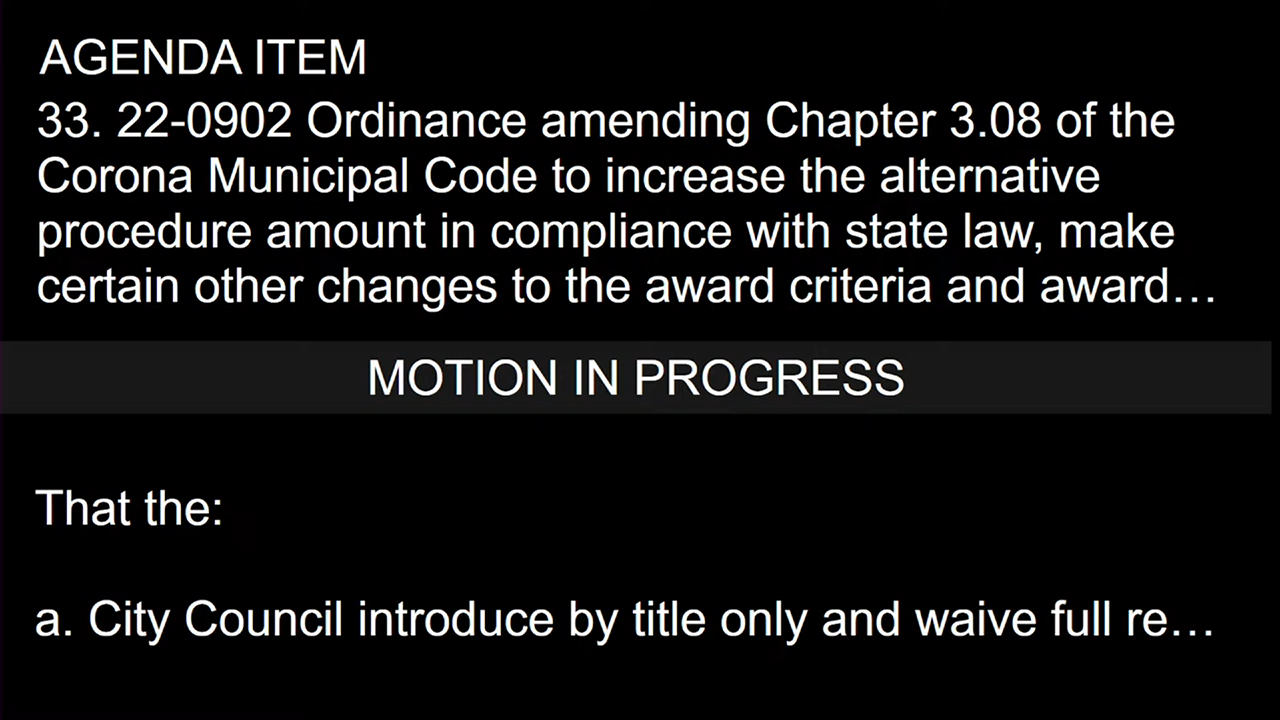 AGENDA ITEM
33. 22-0902 Ordinance amending Chapter 3.08 of the
Corona Municipal Code to increase the alternative
procedure amount in compliance with state law, make
certain other changes to the award criteria and award…
MOTION IN PROGRESS
That the:
a. City Council introduce by title only and waive full re…